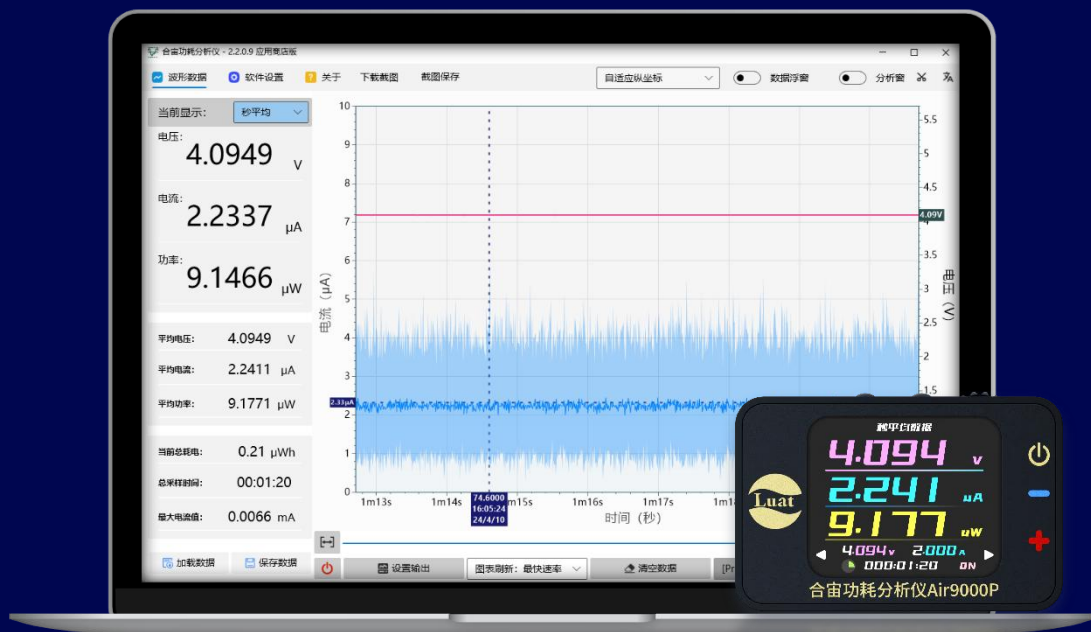 合宙功耗分析仪 - 2.2.0.9 应用商店版
波形数据 软件设置 关于 下载截图 截图保存 自适应纵坐标 数据浮窗 分析窗
当前显示: 秒平均
电压:
4.0949 V
电流:
2.2337 μA
功率:
9.1466 μW
平均电压: 4.0949 V
平均电流: 2.2411 μA
平均功率: 9.1771 μW
当前总耗电: 0.21 μWh
总采样时间: 00:01:20
最大电流值: 0.0066 mA
加载数据 保存数据
10
9
8
7
6
5
4
3
2
1
0
电流 (μA)
2.33μA
5.5
5
4.5
4.09V
3.5
3
2.5
2
1.5
电压 (V)
1m13s 1m14s m15s 1m16s 1m17s
74.6000
16:05:24
24/4/10
时间 (秒)
设置输出 图表刷新: 最快速率 清空数据
秒平均数据
4.094 V
2.241 uA
9.177 uW
4.094V 2.000A
000:01:20 ON
Luat
合宙功耗分析仪Air9000P